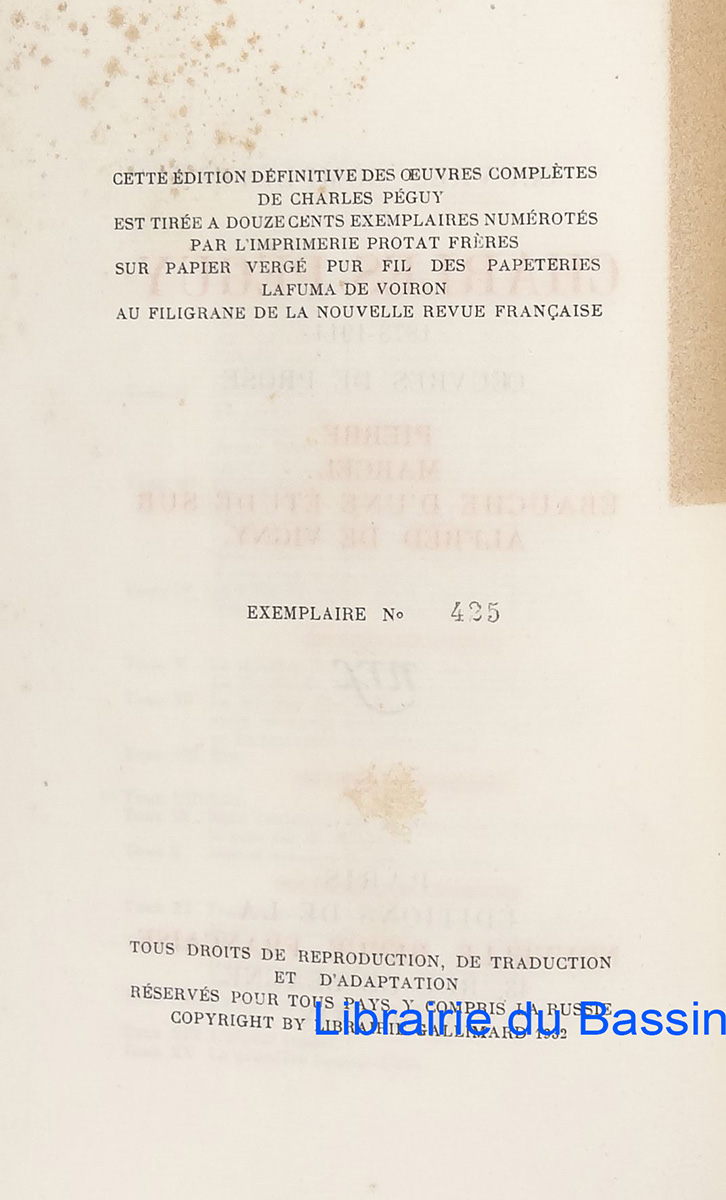 CETTE ÉDITION DÉFINITIVE DES ŒUVRES COMPLÈTES
DE CHARLES PÉGUY
EST TIRÉE A DOUZE CENTS EXEMPLAIRES NUMÉROTÉS
PAR L'IMPRIMERIE PROTAT FRÈRES
SUR PAPIER VERGÉ PUR FIL DES PAPETERIES
LAFUMA DE VOIRON
AU FILIGRANE DE LA NOUVELLE REVUE FRANÇAISE
EXEMPLAIRE No 425
TOUS DROITS DE REPRODUCTION, DE TRADUCTION
ET D'ADAPTATION
RÉSERVÉS POUR TOUS PAYS Y COMPRIS LA RUSSIE
COPYRIGHT BY LIBRAIRIE GALLIMARD
Librairie du Bassin